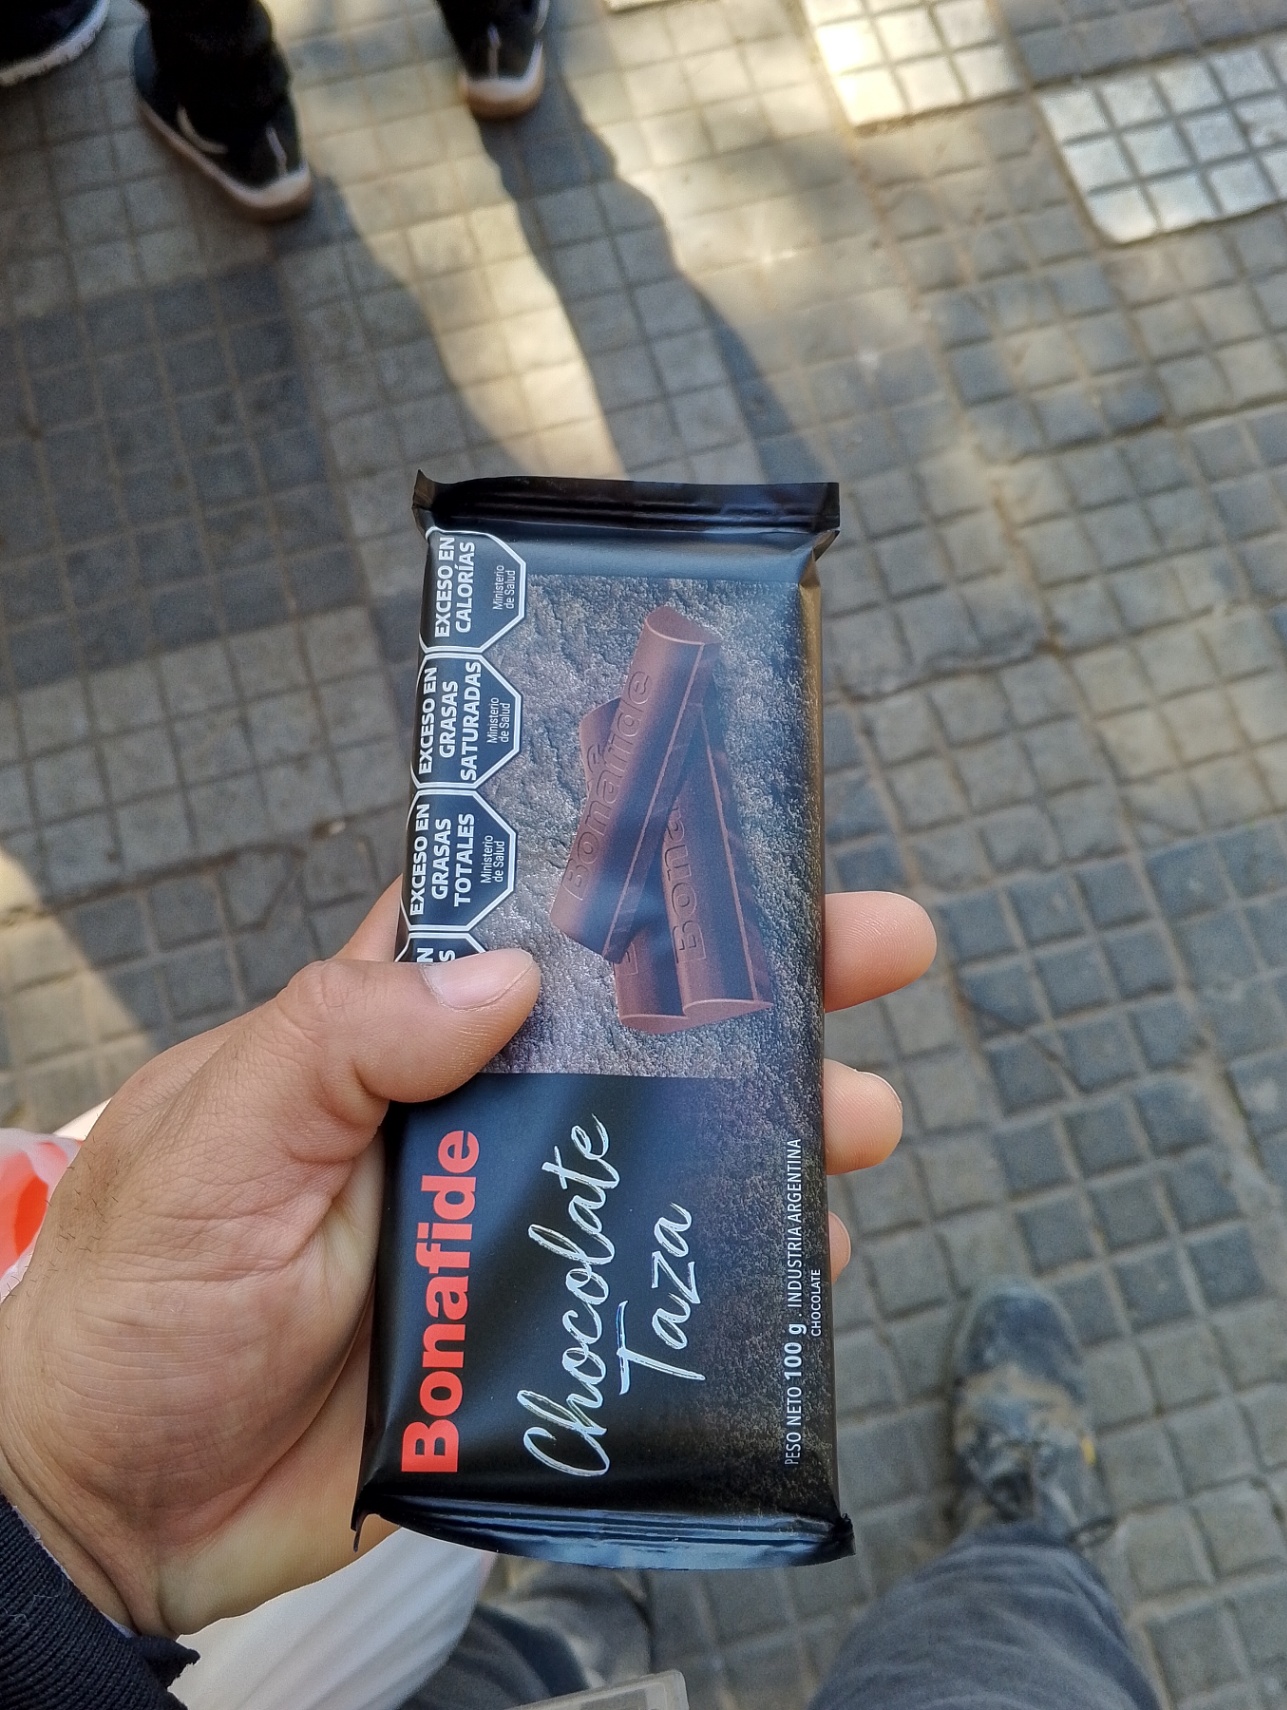 Bonafide
Chocolate
Taza
PESO NETO 100 g . INDUSTRIA ARGENTINA
CHOCOLATE
EXCESO EN
GRASAS
TOTALES
Ministerio
de Salud
EXCESO EN
GRASAS
SATURADAS
Ministerio
de Salud
EXCESO EN
CALORÍAS
Ministerio
de Salud
Bonafide
Bona